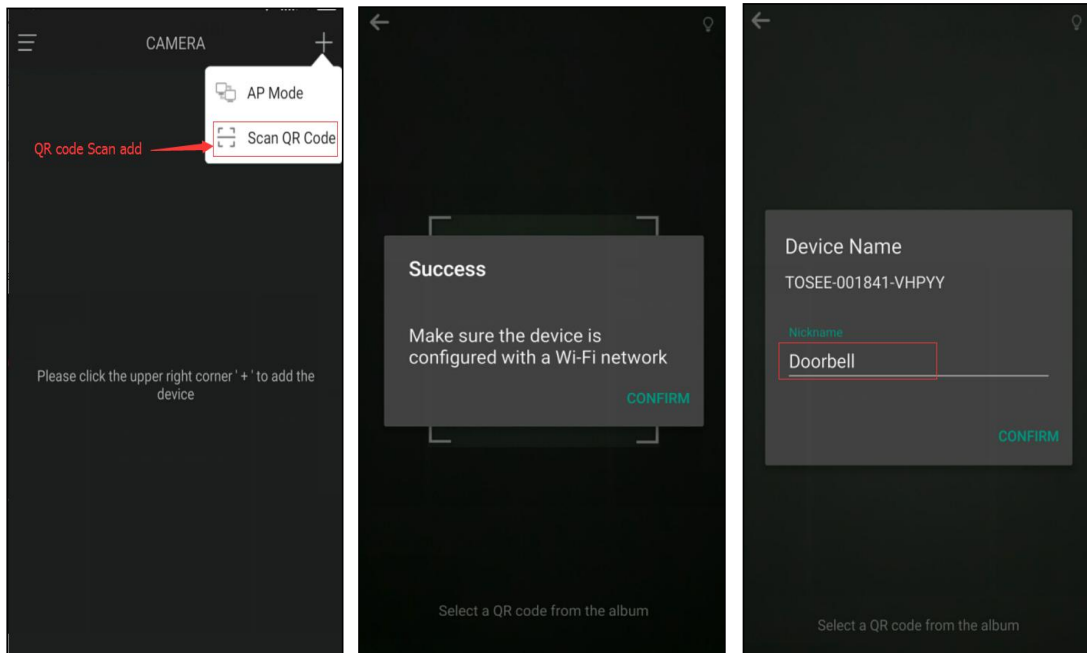 CAMERA
AP Mode
Scan QR Code
QR code Scan add
Please click the upper right corner ' + ' to add the
device
Success
Make sure the device is
configured with a Wi-Fi network
CONFIRM
Select a QR code from the album
Device Name
TOSEE-001841-VHPYY
Nickname
Doorbell
CONFIRM
Select a QR code from the album